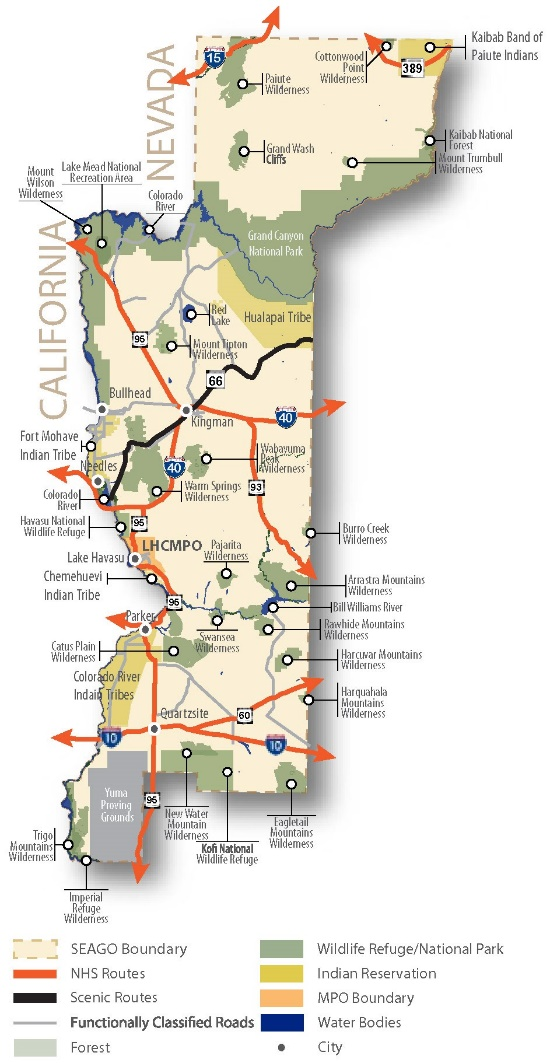 NEVADA
CALIFORNIA
15
Cottonwood
Point
Wilderness
389
Kaibab Band of
Paiute Indians
Paiute
Wilderness
Grand Wash
Cliffs
Kaibab National
Forest
Mount Trumbull
Wilderness
Mount
Wilson
Wilderness
Lake Mead National
Recreation Area
Colorado
River
Grand Canyon
National Park
Red
Lake
Hualapai Tribe
95
Mount Tipton
Wilderness
66
Bullhead
Kingman
40
Fort Mohave
Indian Tribe
Needles
40
Wabayuma
Peak
Wilderness
Warm Springs
Wilderness
93
Colorado
River
Havasu National
Wildlife Refuge
95
LHCMPO
Burro Creek
Wilderness
Lake Havasu
Pajarita
Wilderness
Chemehuevi
Indian Tribe
Arrastra Mountains
Wilderness
95
Bill Williams River
Parker
Swansea
Wilderness
Rawhide Mountains
Wilderness
Catus Plain
Wilderness
Harcuvar Mountains
Wilderness
Colorado River
Indain Tribes
Harquahala
Mountains
Wilderness
Quartzsite
60
10
10
Yuma
Proving
Grounds
95
New Water
Mountain
Wilderness
Kofi National
Wildlife Refuge
Eagletail
Mountains
Wilderness
Trigo
Mountains
Wilderness
Imperial
Refuge
Wilderness
SEAGO Boundary
NHS Routes
Scenic Routes
Functionally Classified Roads
Forest
Wildlife Refuge/National Park
Indian Reservation
MPO Boundary
Water Bodies
City